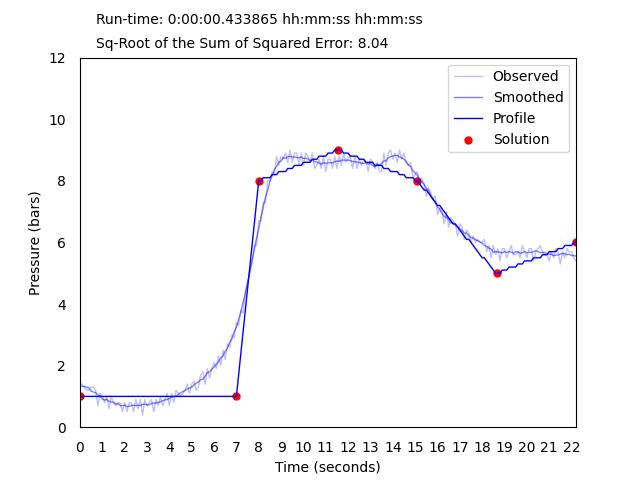 Run-time: 0:00:00.433865 hh:mm:ss hh:mm:ss
Sq-Root of the Sum of Squared Error: 8.04
12
10
8
6
4
2
0
Pressure (bars)
Observed
Smoothed
Profile
Solution
0 1 2 3 4 5 6 7 8 9 10 11 12 13 14 15 16 17 18 19 20 21 22
Time (seconds)